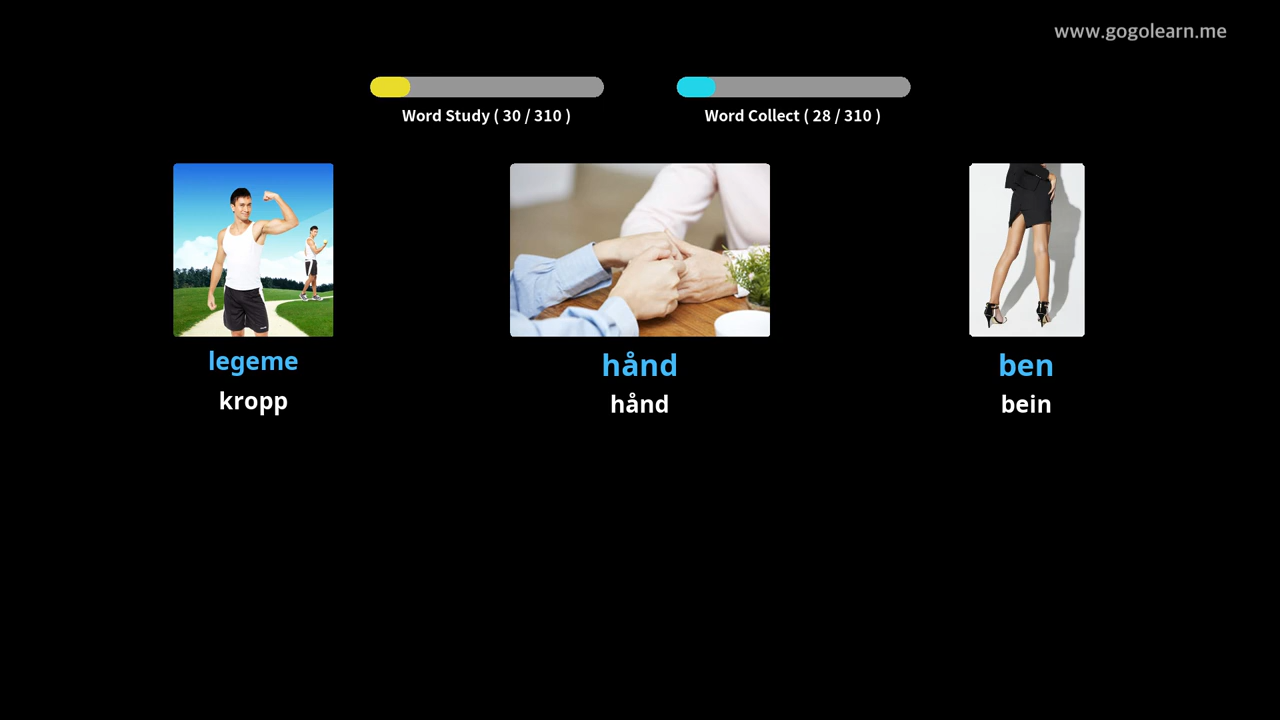 www.gogolearn.me
Word Study ( 30 / 310 )
Word Collect ( 28 / 310 )
legeme
kropp
hånd
hånd
ben
bein